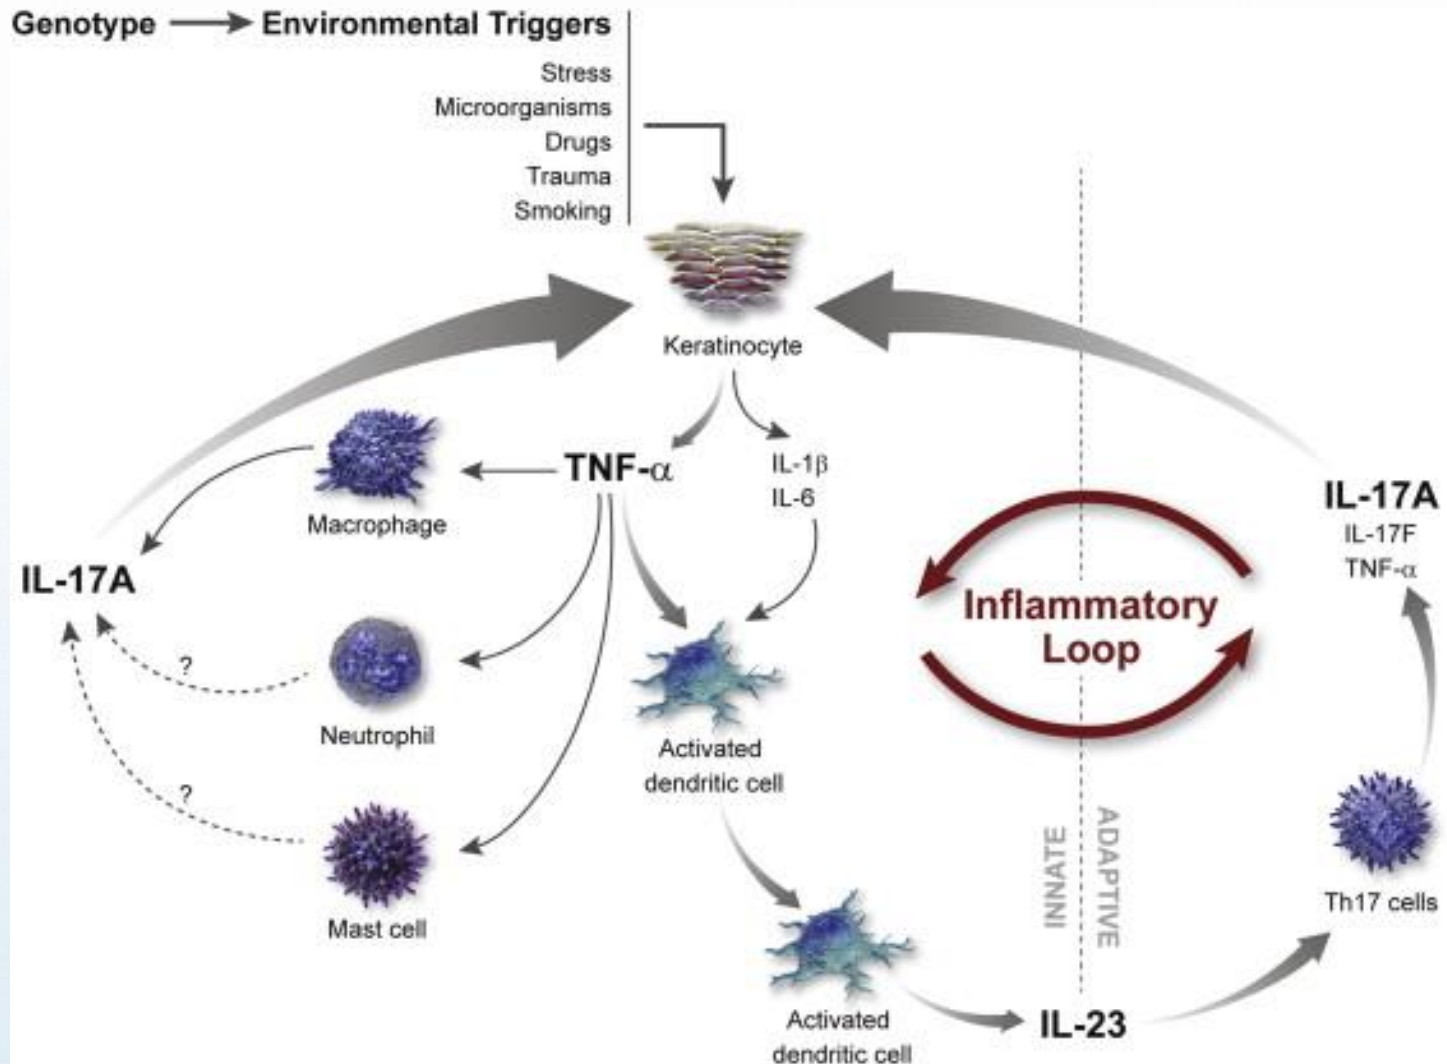 Genotype Environmental Triggers
Stress
Microorganisms
Drugs
Trauma
Smoking
Keratinocyte
TNF-α
IL-1β
IL-6
Macrophage
IL-17A
?
Neutrophil
?
Mast cell
Activated
dendritic cell
Activated
dendritic cell
Inflammatory
Loop
INNATE
ADAPTIVE
IL-23
IL-17A
IL-17F
TNF-α
Th17 cells